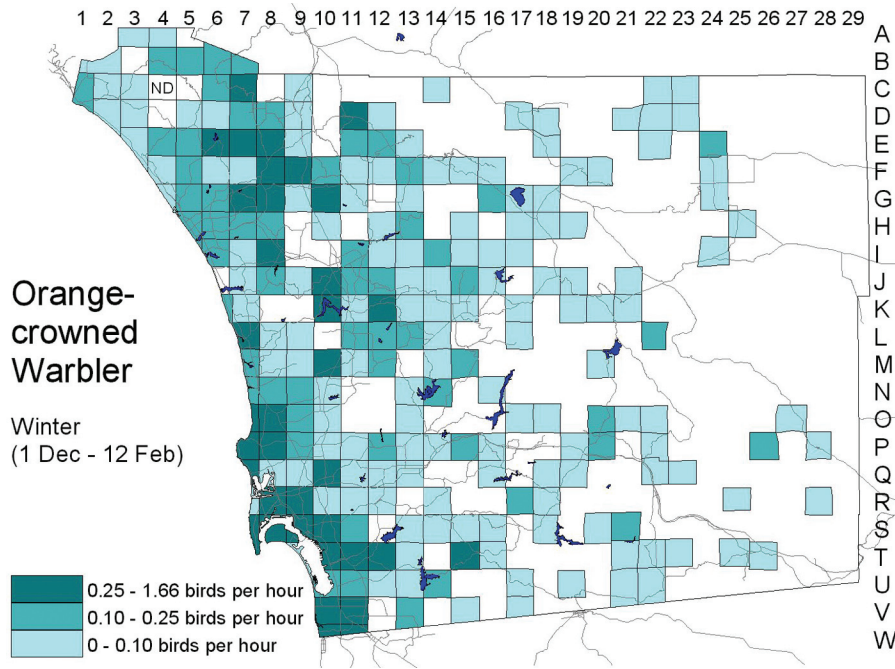 1 2 3 4 5 6 7 8 9 10 11 12 13 14 15 16 17 18 19 20 21 22 23 24 25 26 27 28 29
A
B
C
ND
D
E
F
G
H
I
J
Orange-
K
crowned
L
Warbler
M
N
Winter
O
(1 Dec - 12 Feb)
P
Q
R
S
T
0.25 - 1.66 birds per hour
U
0.10 - 0.25 birds per hour
V
0 - 0.10 birds per hour
W